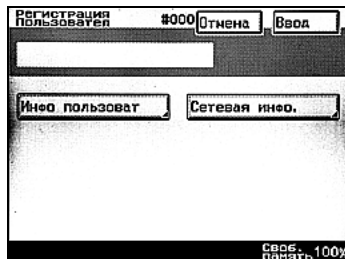 Регистрация
Пользовател #000 Отмена Ввод
Инфо пользоват Сетевая инфо.
Своб.
память 100%